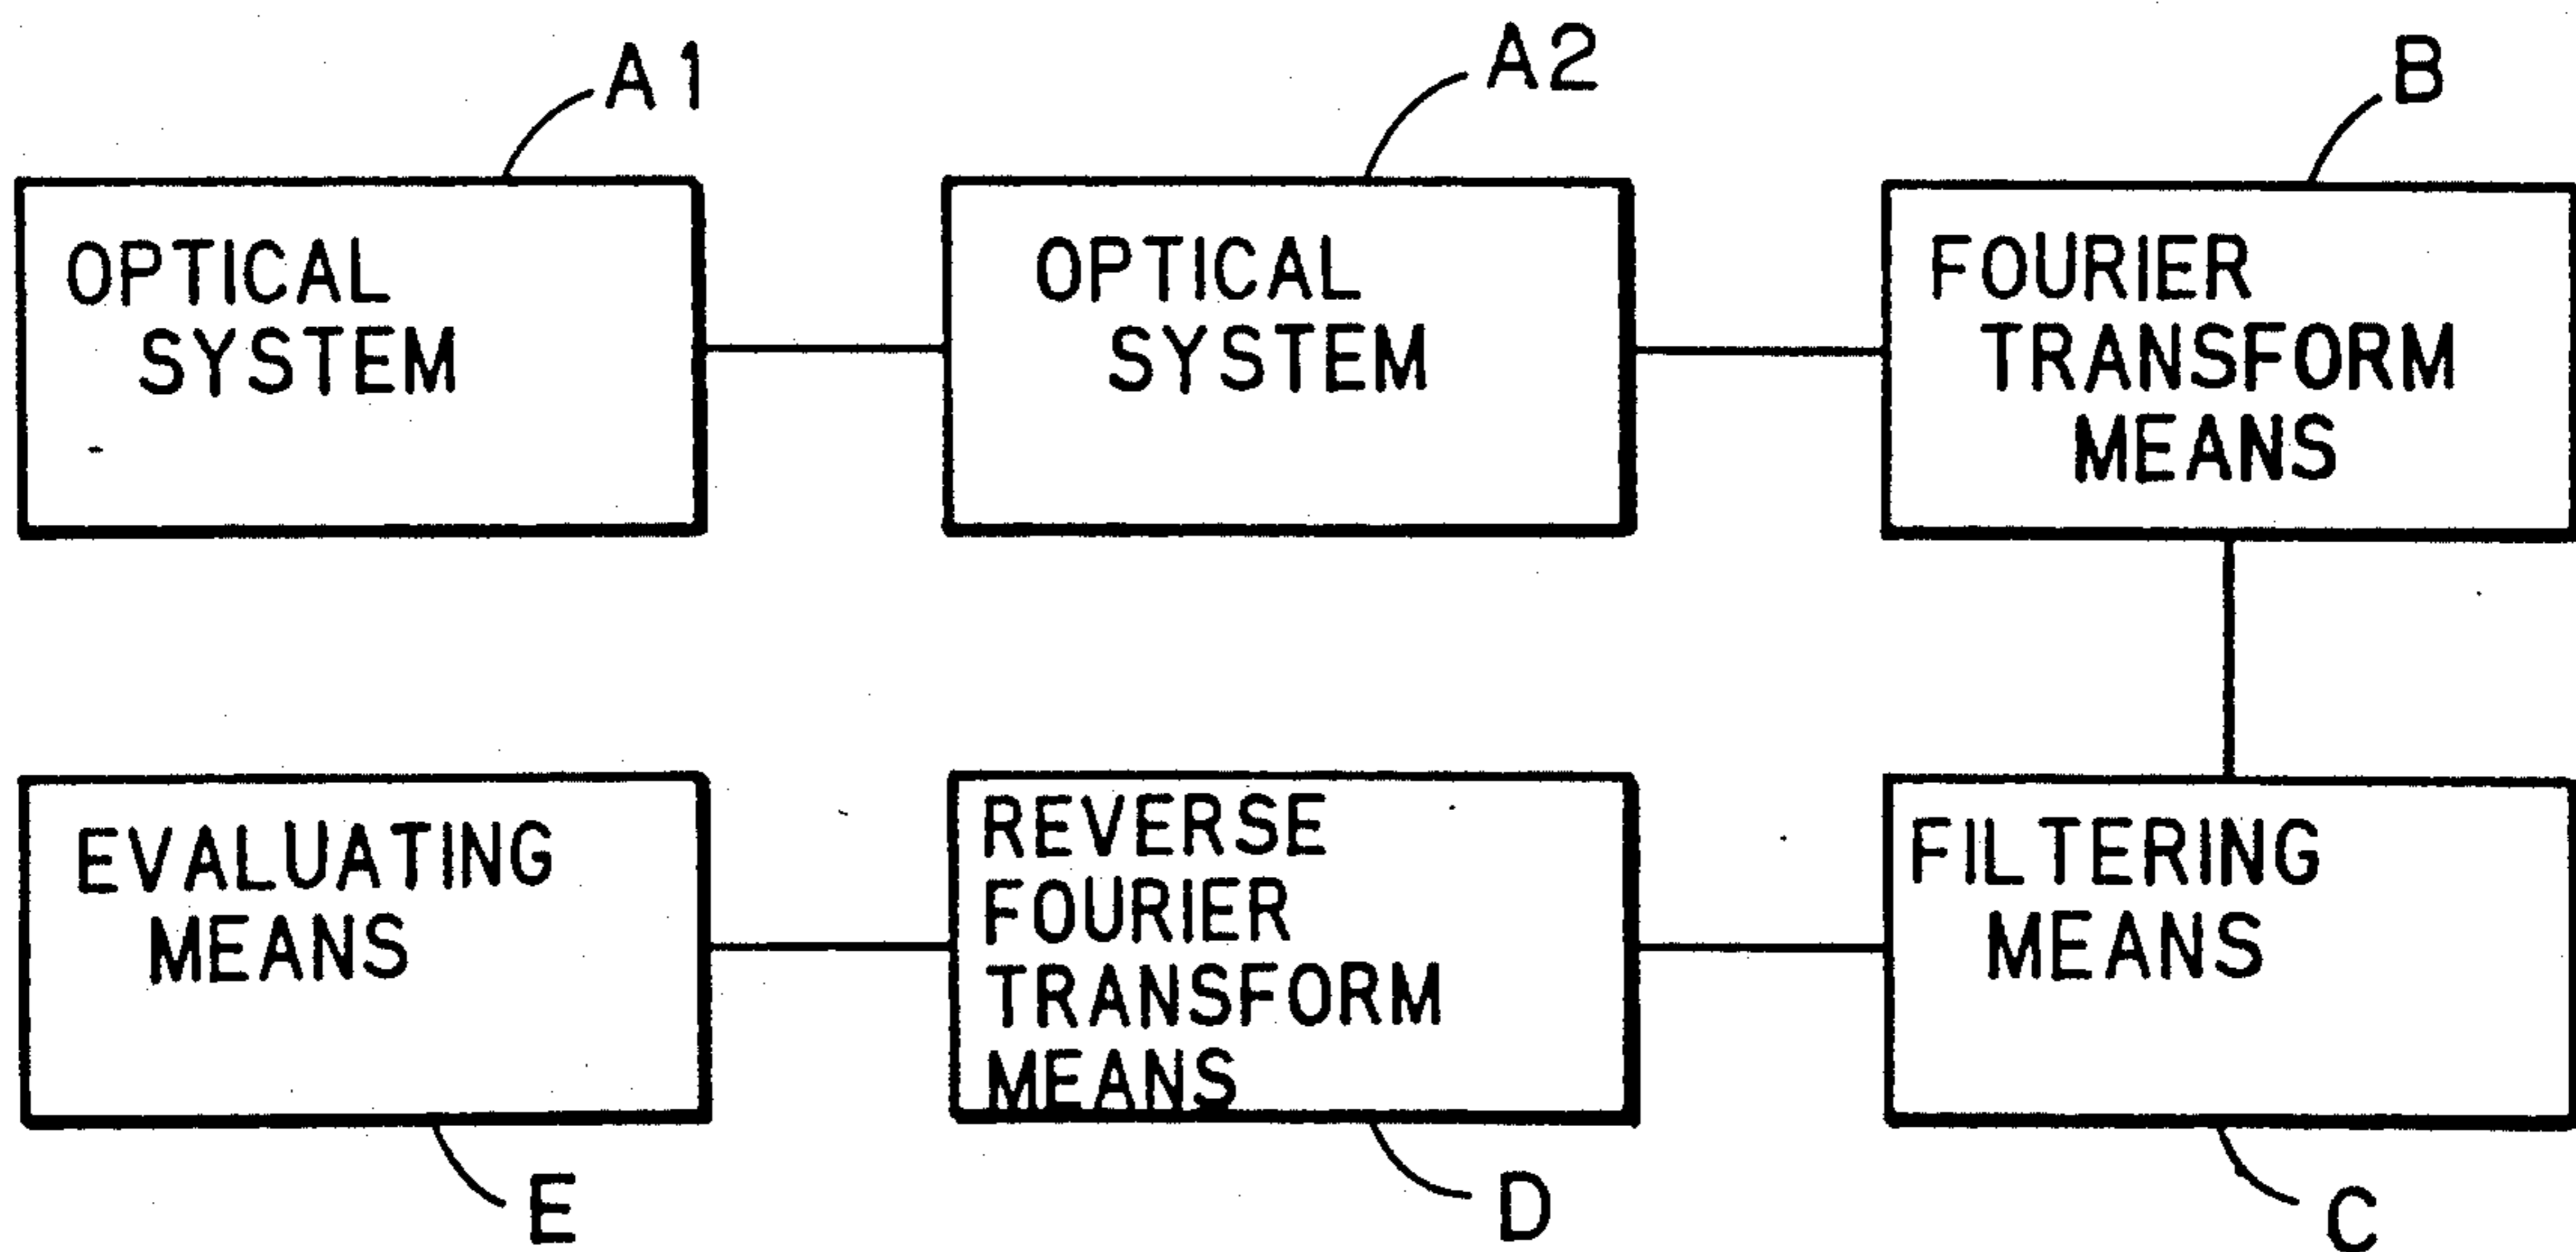 A1
A2
B
OPTICAL
SYSTEM
OPTICAL
SYSTEM
FOURIER
TRANSFORM
MEANS
EVALUATING
MEANS
REVERSE
FOURIER
TRANSFORM
MEANS
FILTERING
MEANS
E
D
C